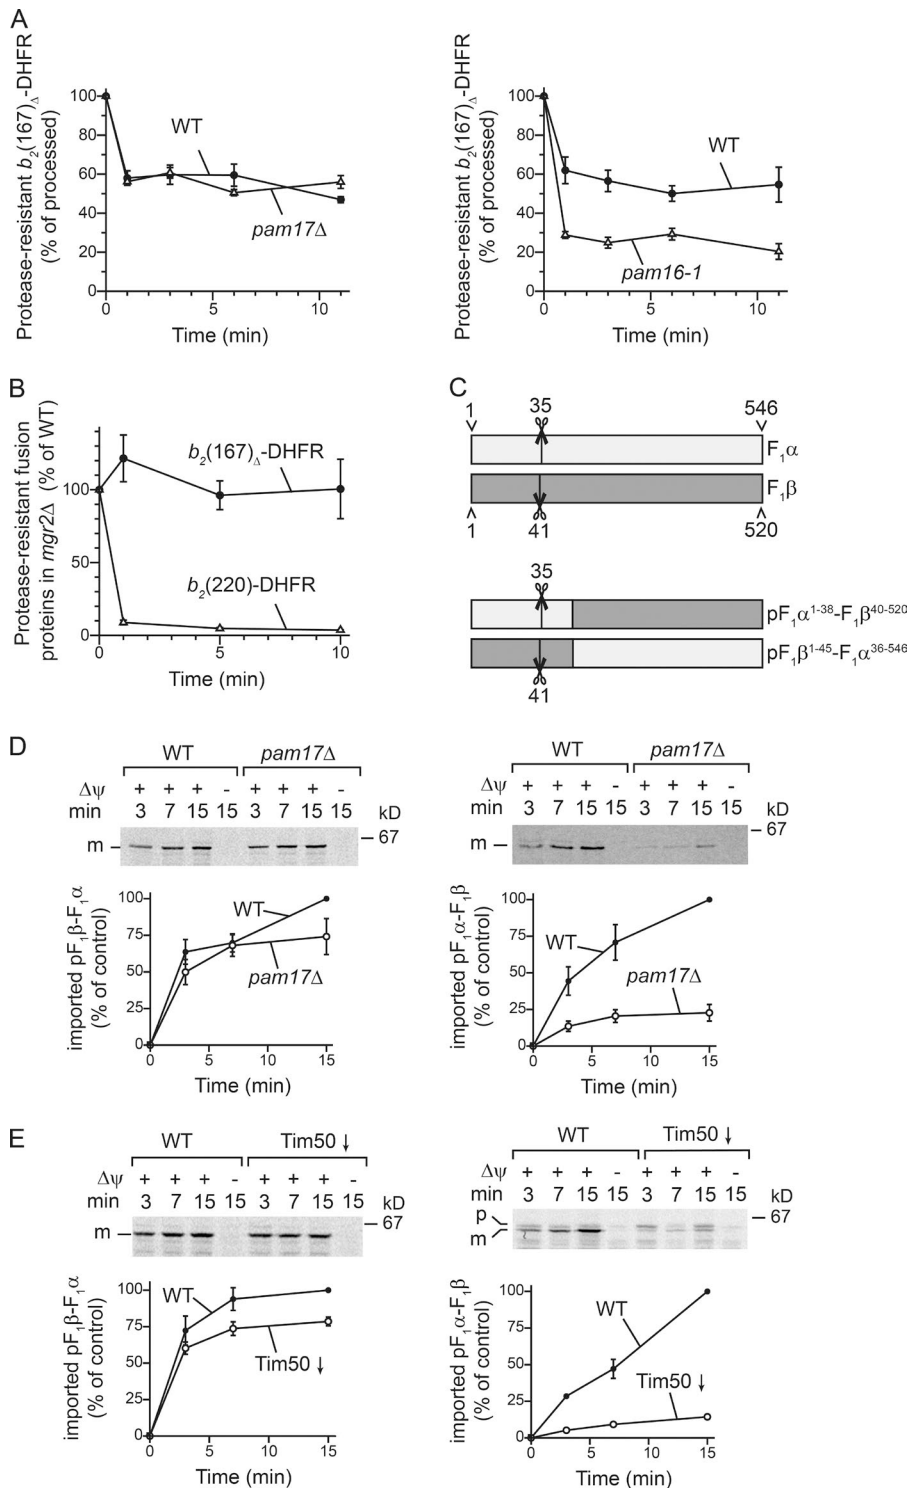 A
Protease-resistant b2(167)Δ-DHFR
(% of processed)
100
80
60
40
20
0
WT
pam17Δ
0
5
10
Time (min)
Protease-resistant b2(167)Δ-DHFR
(% of processed)
100
80
60
40
20
0
WT
pam16-1
0
5
10
Time (min)
B
Protease-resistant fusion
proteins in mgr2Δ (% of WT)
100
50
0
b2(167)Δ-DHFR
b2(220)-DHFR
0
5
10
Time (min)
C
1
35
546
F1α
F1β
1
41
520
35
pF1α1-38-F1β40-520
pF1β1-45-F1α36-546
41
D
WT pam17Δ
Δψ + + + - + + + -
min 3 7 15 15 3 7 15 15 kD
67
m
imported pF1β-F1α
(% of control)
100
75
50
25
0
WT
pam17Δ
0 5 10 15
Time (min)
WT pam17Δ
Δψ + + + - + + + -
min 3 7 15 15 3 7 15 15 kD
67
m
imported pF1α-F1β
(% of control)
100
75
50
25
0
WT
pam17Δ
0 5 10 15
Time (min)
E
WT Tim50 ↓
Δψ + + + - + + + -
min 3 7 15 15 3 7 15 15 kD
67
m
imported pF1β-F1α
(% of control)
100
75
50
25
0
WT
Tim50 ↓
0 5 10 15
Time (min)
WT Tim50 ↓
Δψ + + + - + + + -
min 3 7 15 15 3 7 15 15 kD
p
67
m
imported pF1α-F1β
(% of control)
100
75
50
25
0
WT
Tim50 ↓
0 5 10 15
Time (min)